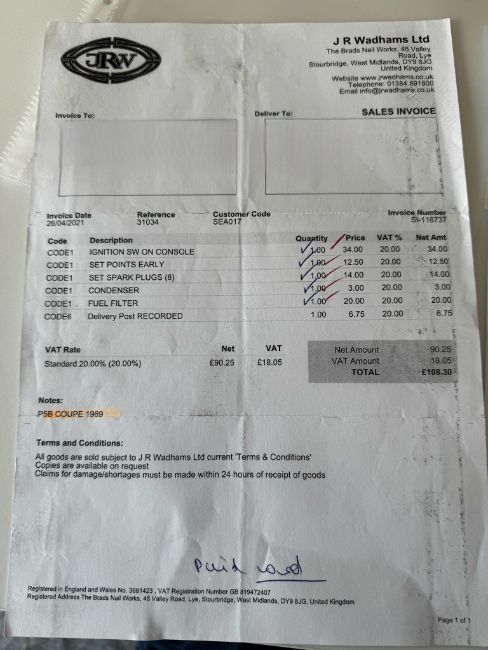 JRW
J R Wadhams Ltd
The Brads Nail Works, 45 Valley
Road, Lye
Stourbridge, West Midlands, DY9 8JG
United Kingdom
Website www.jrwadhams.co.uk
Telephone: 01384 891800
Email info@jrwadhams.co.uk
Invoice To:
Deliver To:
SALES INVOICE
Invoice Date Reference Customer Code Invoice Number
26/04/2021 31034 SEA017 SI-116737
Code Description Quantity Price VAT % Net Amt
CODE1 IGNITION SW ON CONSOLE 1.00 34.00 20.00 34.00
CODE1 SET POINTS EARLY 1.00 12.50 20.00 12.50
CODE1 SET SPARK PLUGS (8) 1.00 14.00 20.00 14.00
CODE1 CONDENSER 1.00 3.00 20.00 3.00
CODE1 FUEL FILTER 1.00 20.00 20.00 20.00
CODE6 Delivery Post RECORDED 1.00 6.75 20.00 6.75
VAT Rate Net VAT
Standard 20.00% (20.00%) £90.25 £18.05
Net Amount 90.25
VAT Amount 18.05
TOTAL £108.30
Notes:
P5B COUPE 1969
Terms and Conditions:
All goods are sold subject to J R Wadhams Ltd current 'Terms & Conditions'
Copies are available on request
Claims for damage/shortages must be made within 24 hours of receipt of goods
Paid card
Registered in England and Wales No. 3681423 , VAT Registration Number GB 819472407
Registered Address The Brads Nail Works, 45 Valley Road, Lye, Stourbridge, West Midlands, DY9 8JG, United Kingdom
Page 1 of 1